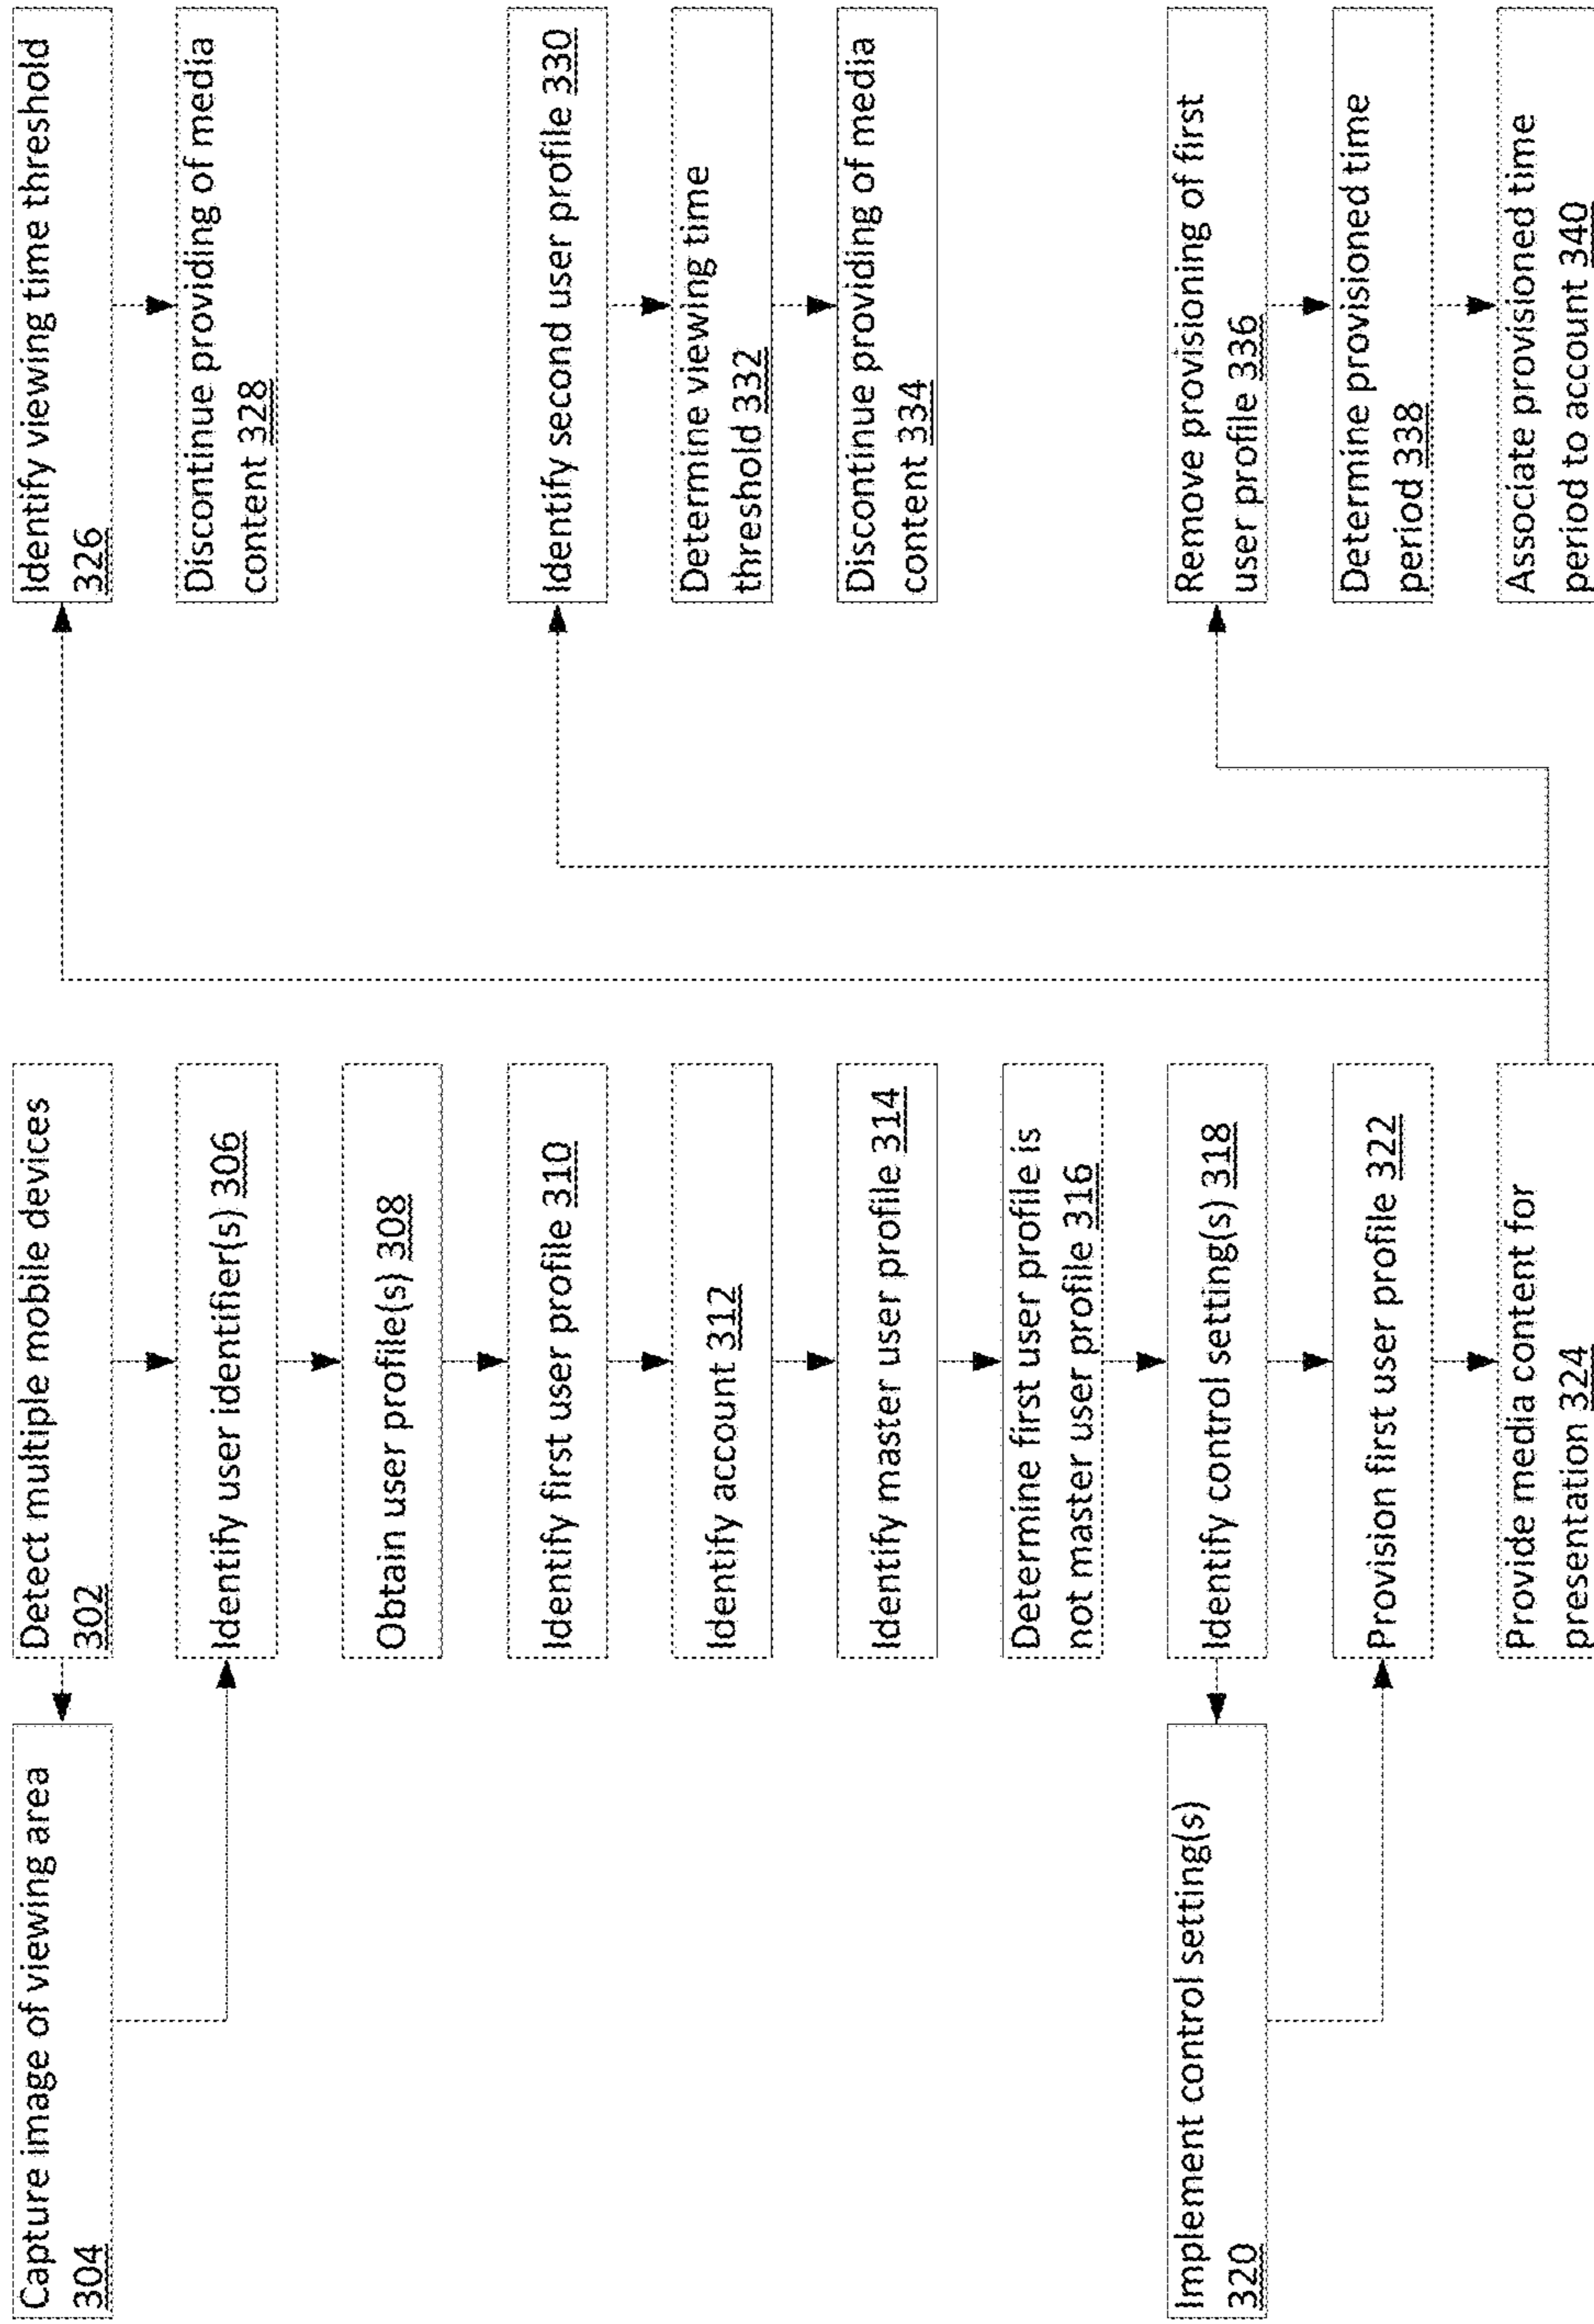 Capture image of viewing area
304
Implement control setting(s)
320
Detect multiple mobile devices
302
Identify user identifier(s) 306
Obtain user profile(s) 308
Identify first user profile 310
Identify account 312
Identify master user profile 314
Determine first user profile is
not master user profile 316
Identify control setting(s) 318
Provision first user profile 322
Provide media content for
presentation 324
Identify viewing time threshold
326
Discontinue providing of media
content 328
Identify second user profile 330
Determine viewing time
threshold 332
Discontinue providing of media
content 334
Remove provisioning of first
user profile 336
Determine provisioned time
period 338
Associate provisioned time
period to account 340